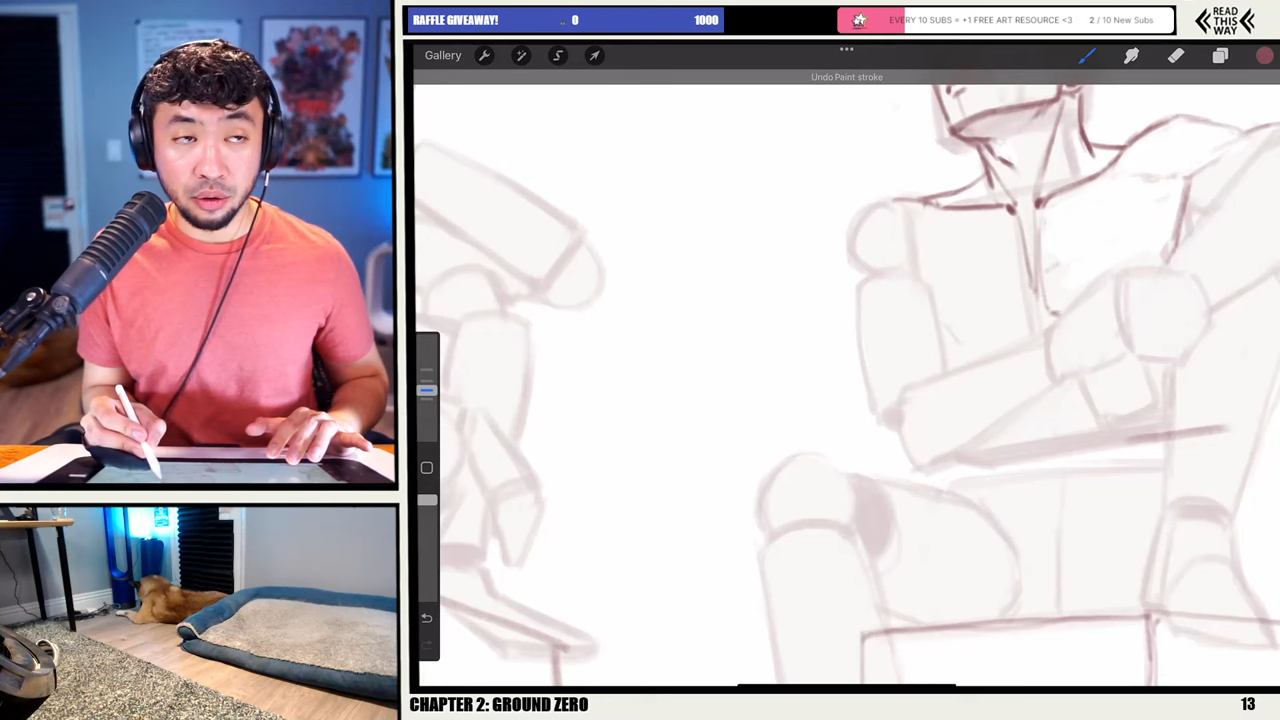 RAFFLE GIVEAWAY! 0 1000
EVERY 10 SUBS = +1 FREE ART RESOURCE <3 2 / 10 New Subs
READ
THIS
WAY
Gallery
Undo Paint stroke
CHAPTER 2: GROUND ZERO
13